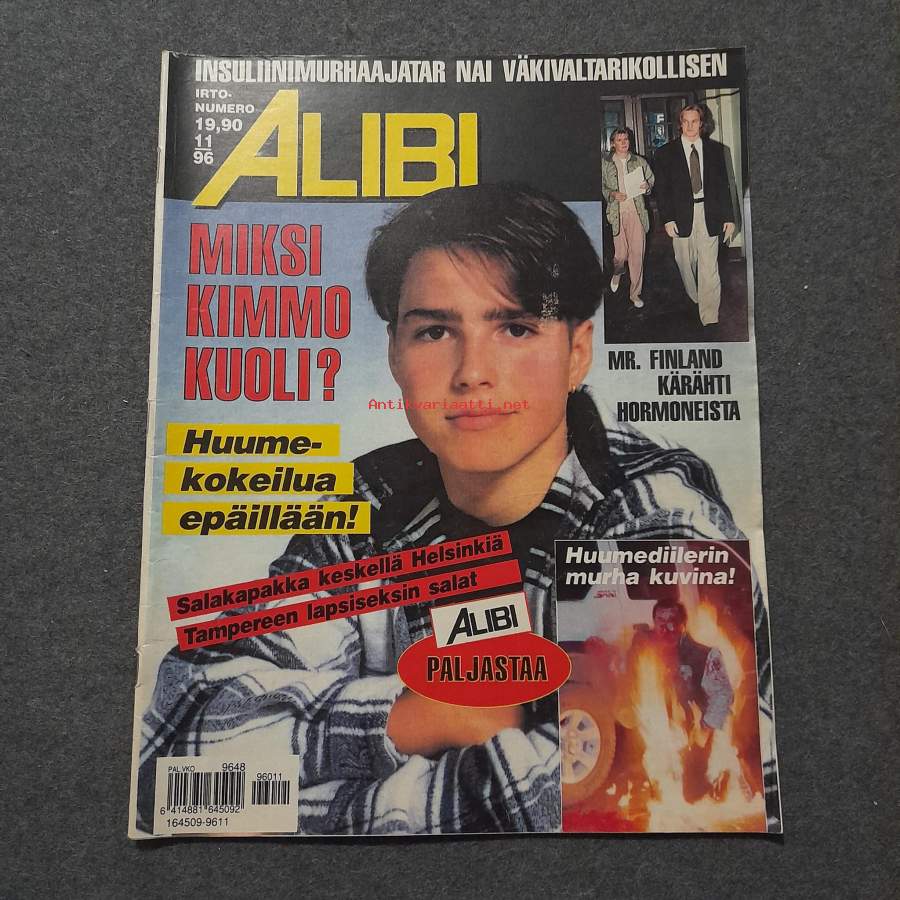 INSULIINIMURHAAJATAR NAI VÄKIVALTARIKOLLISEN
IRTO-
NUMERO
19,90
11
96
ALIBI
MIKSI
KIMMO
KUOLI?
MR. FINLAND
KÄRÄHTI
HORMONEISTA
Antikvariaatti.net
Huume-
kokeilua
epäillään!
Salakapakka keskellä Helsinkiä
Tampereen lapsiseksin salat
ALIBI
PALJASTAA
Huumediilerin
murha kuvina!
PAL.VKO 9648
96011
6 414881 645092
164509-9611